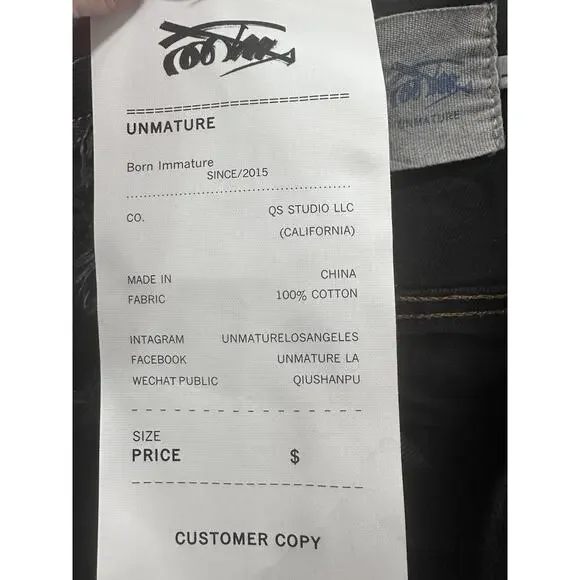 UNMATURE
Born Immature
SINCE/2015
CO. QS STUDIO LLC
(CALIFORNIA)
MADE IN CHINA
FABRIC 100% COTTON
INTAGRAM UNMATURELOSANGELES
FACEBOOK UNMATURE LA
WECHAT PUBLIC QIUSHANPU
SIZE
PRICE $
CUSTOMER COPY
UNMATURE